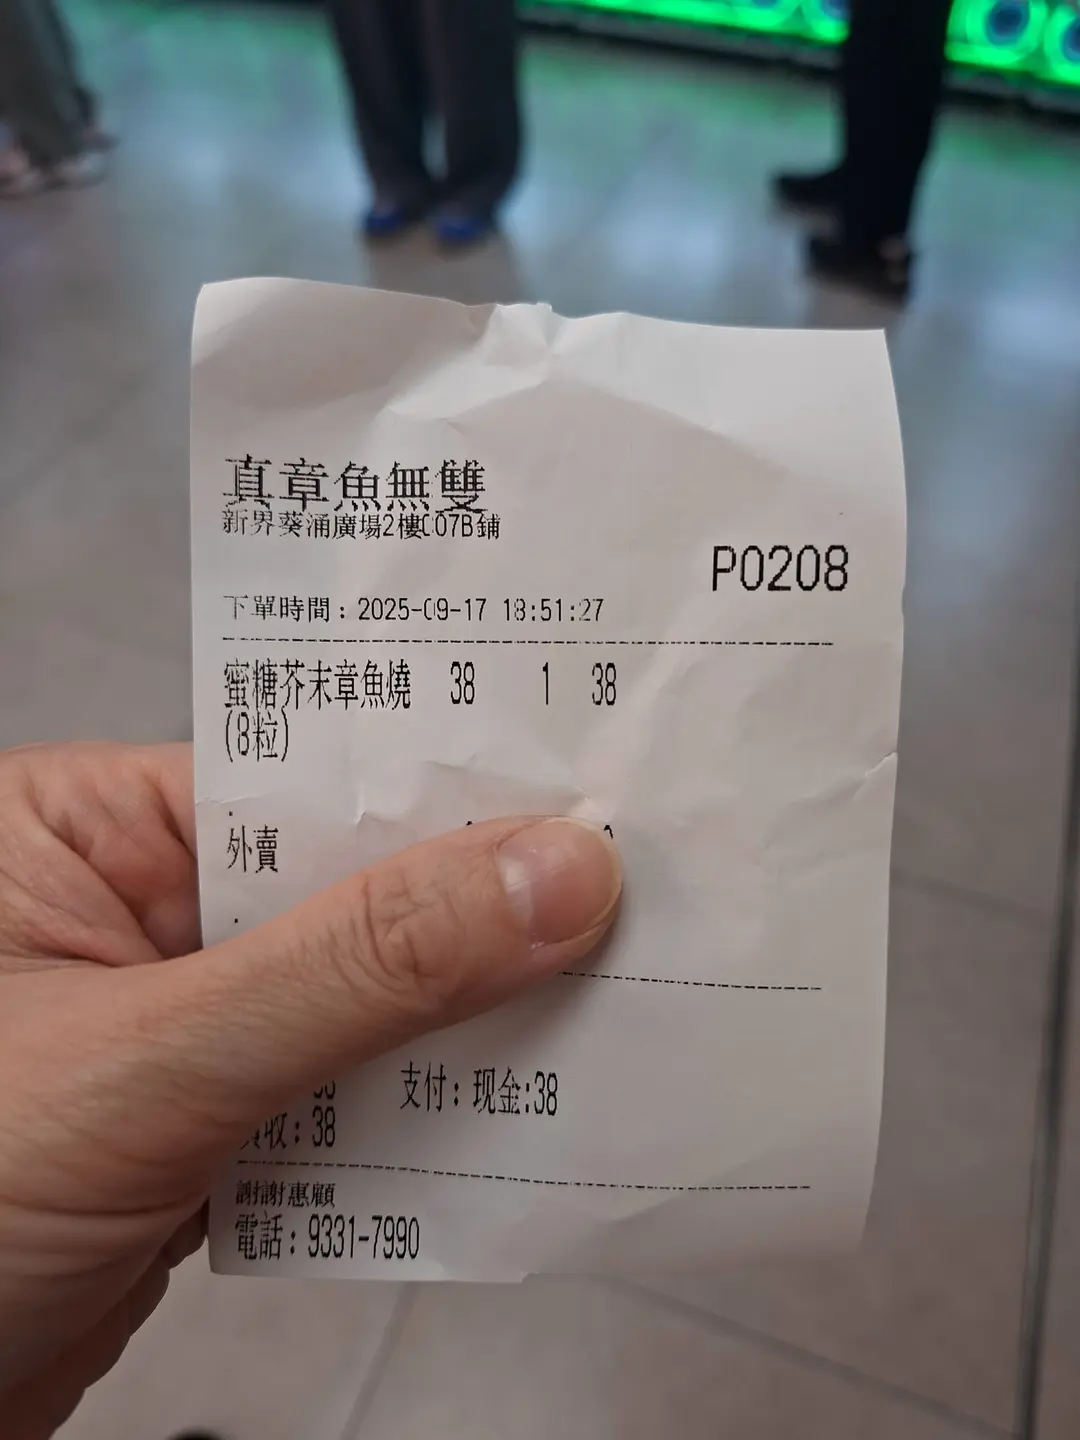 真章魚無雙
新界葵涌廣場2樓C07B鋪
P0208
下單時間：2025-09-17 18:51:27
蜜糖芥末章魚燒 38 1 38
(8粒)
.
外賣
.
支付：现金:38
收：38
謝謝惠顧
電話：9331-7990